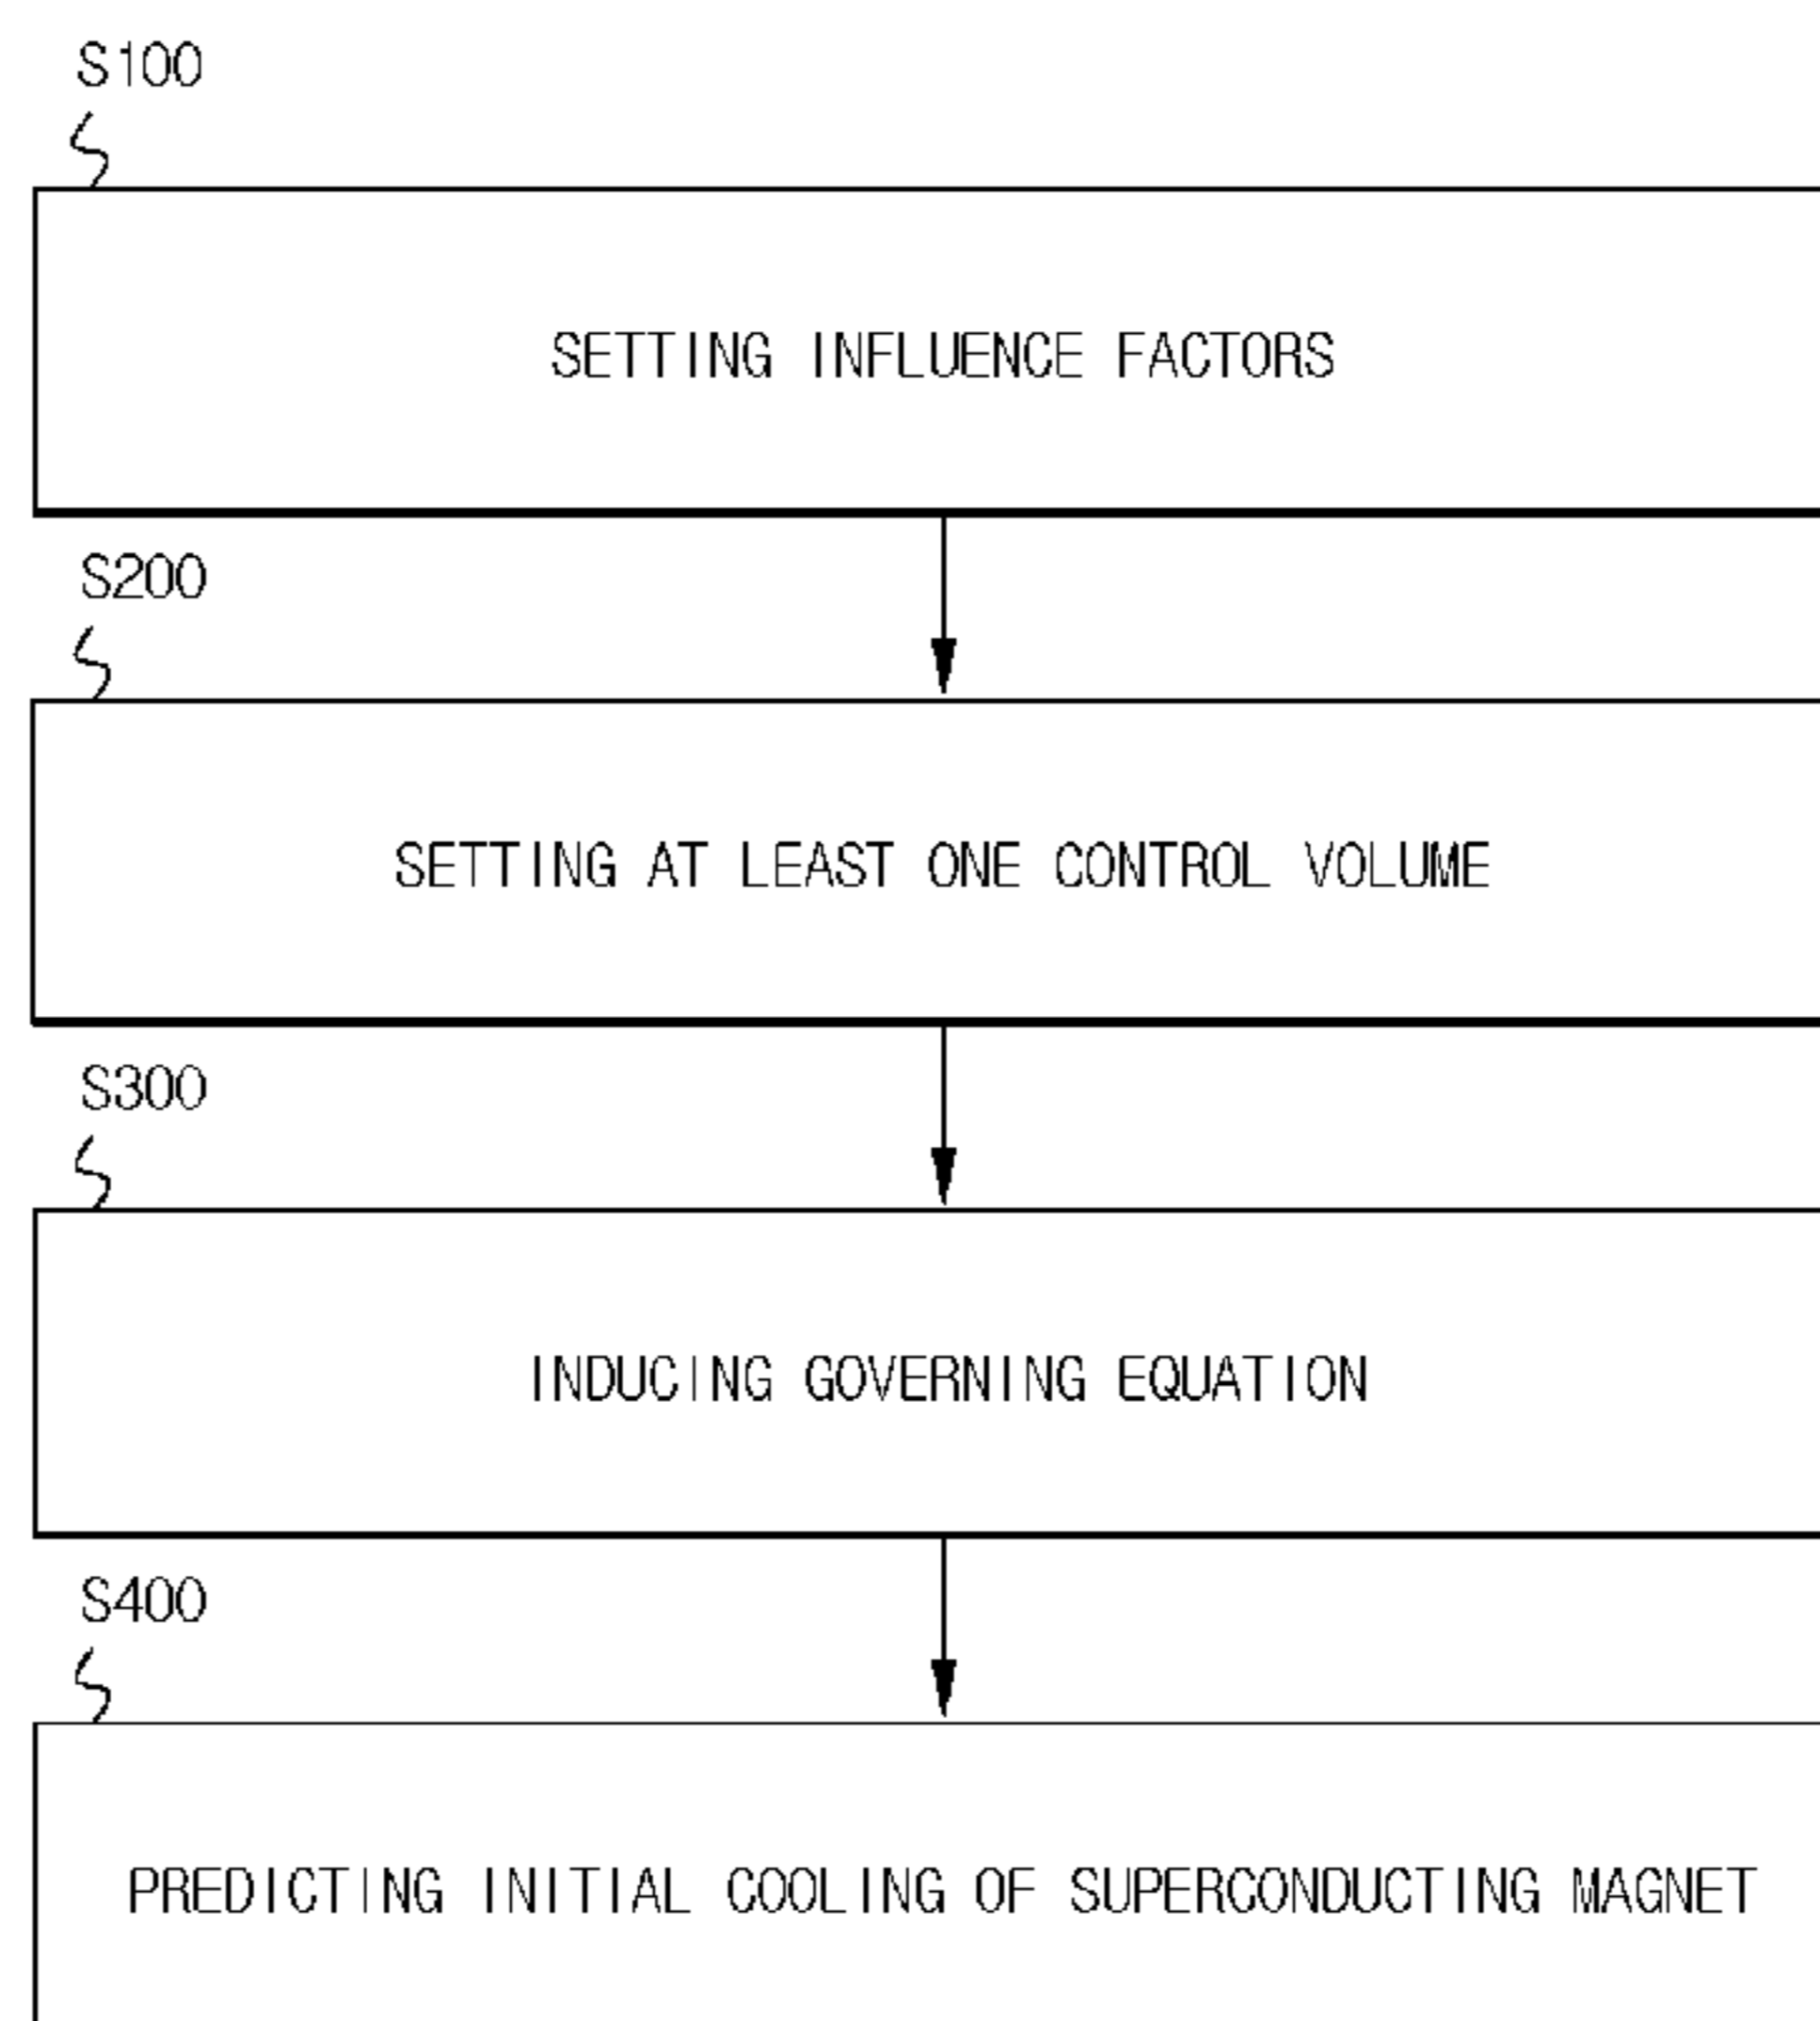 S100
SETTING INFLUENCE FACTORS
S200
SETTING AT LEAST ONE CONTROL VOLUME
S300
INDUCING GOVERNING EQUATION
S400
PREDICTING INITIAL COOLING OF SUPERCONDUCTING MAGNET